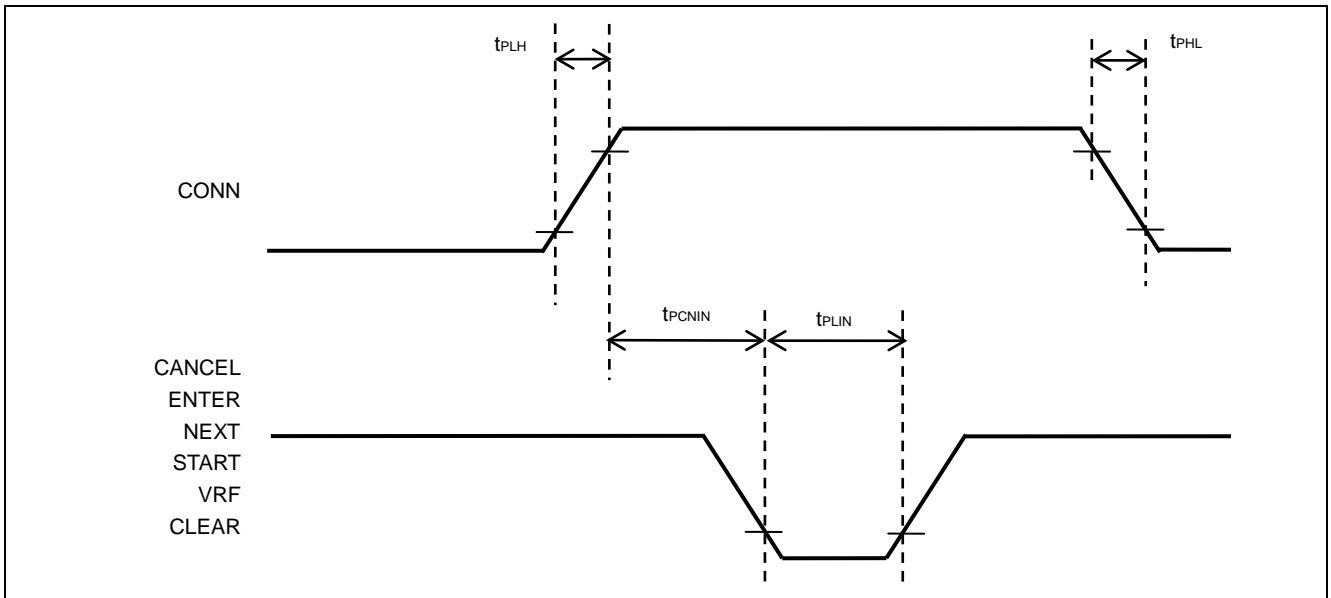 tPLH
tPHL
CONN
tPCNIN
tPLIN
CANCEL
ENTER
NEXT
START
VRF
CLEAR